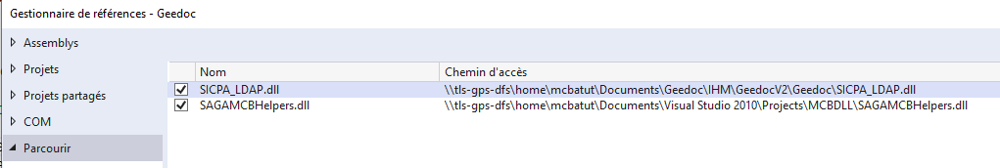 Gestionnaire de références - Geedoc
Assemblys
Projets
Projets partagés
COM
Parcourir
Nom Chemin d'accès
SICPA_LDAP.dll \\tls-gps-dfs\home\mcbatut\Documents\Geedoc\IHM\GeedocV2\Geedoc\SICPA_LDAP.dll
SAGAMCBHelpers.dll \\tls-gps-dfs\home\mcbatut\Documents\Visual Studio 2010\Projects\MCBDLL\SAGAMCBHelpers.dll